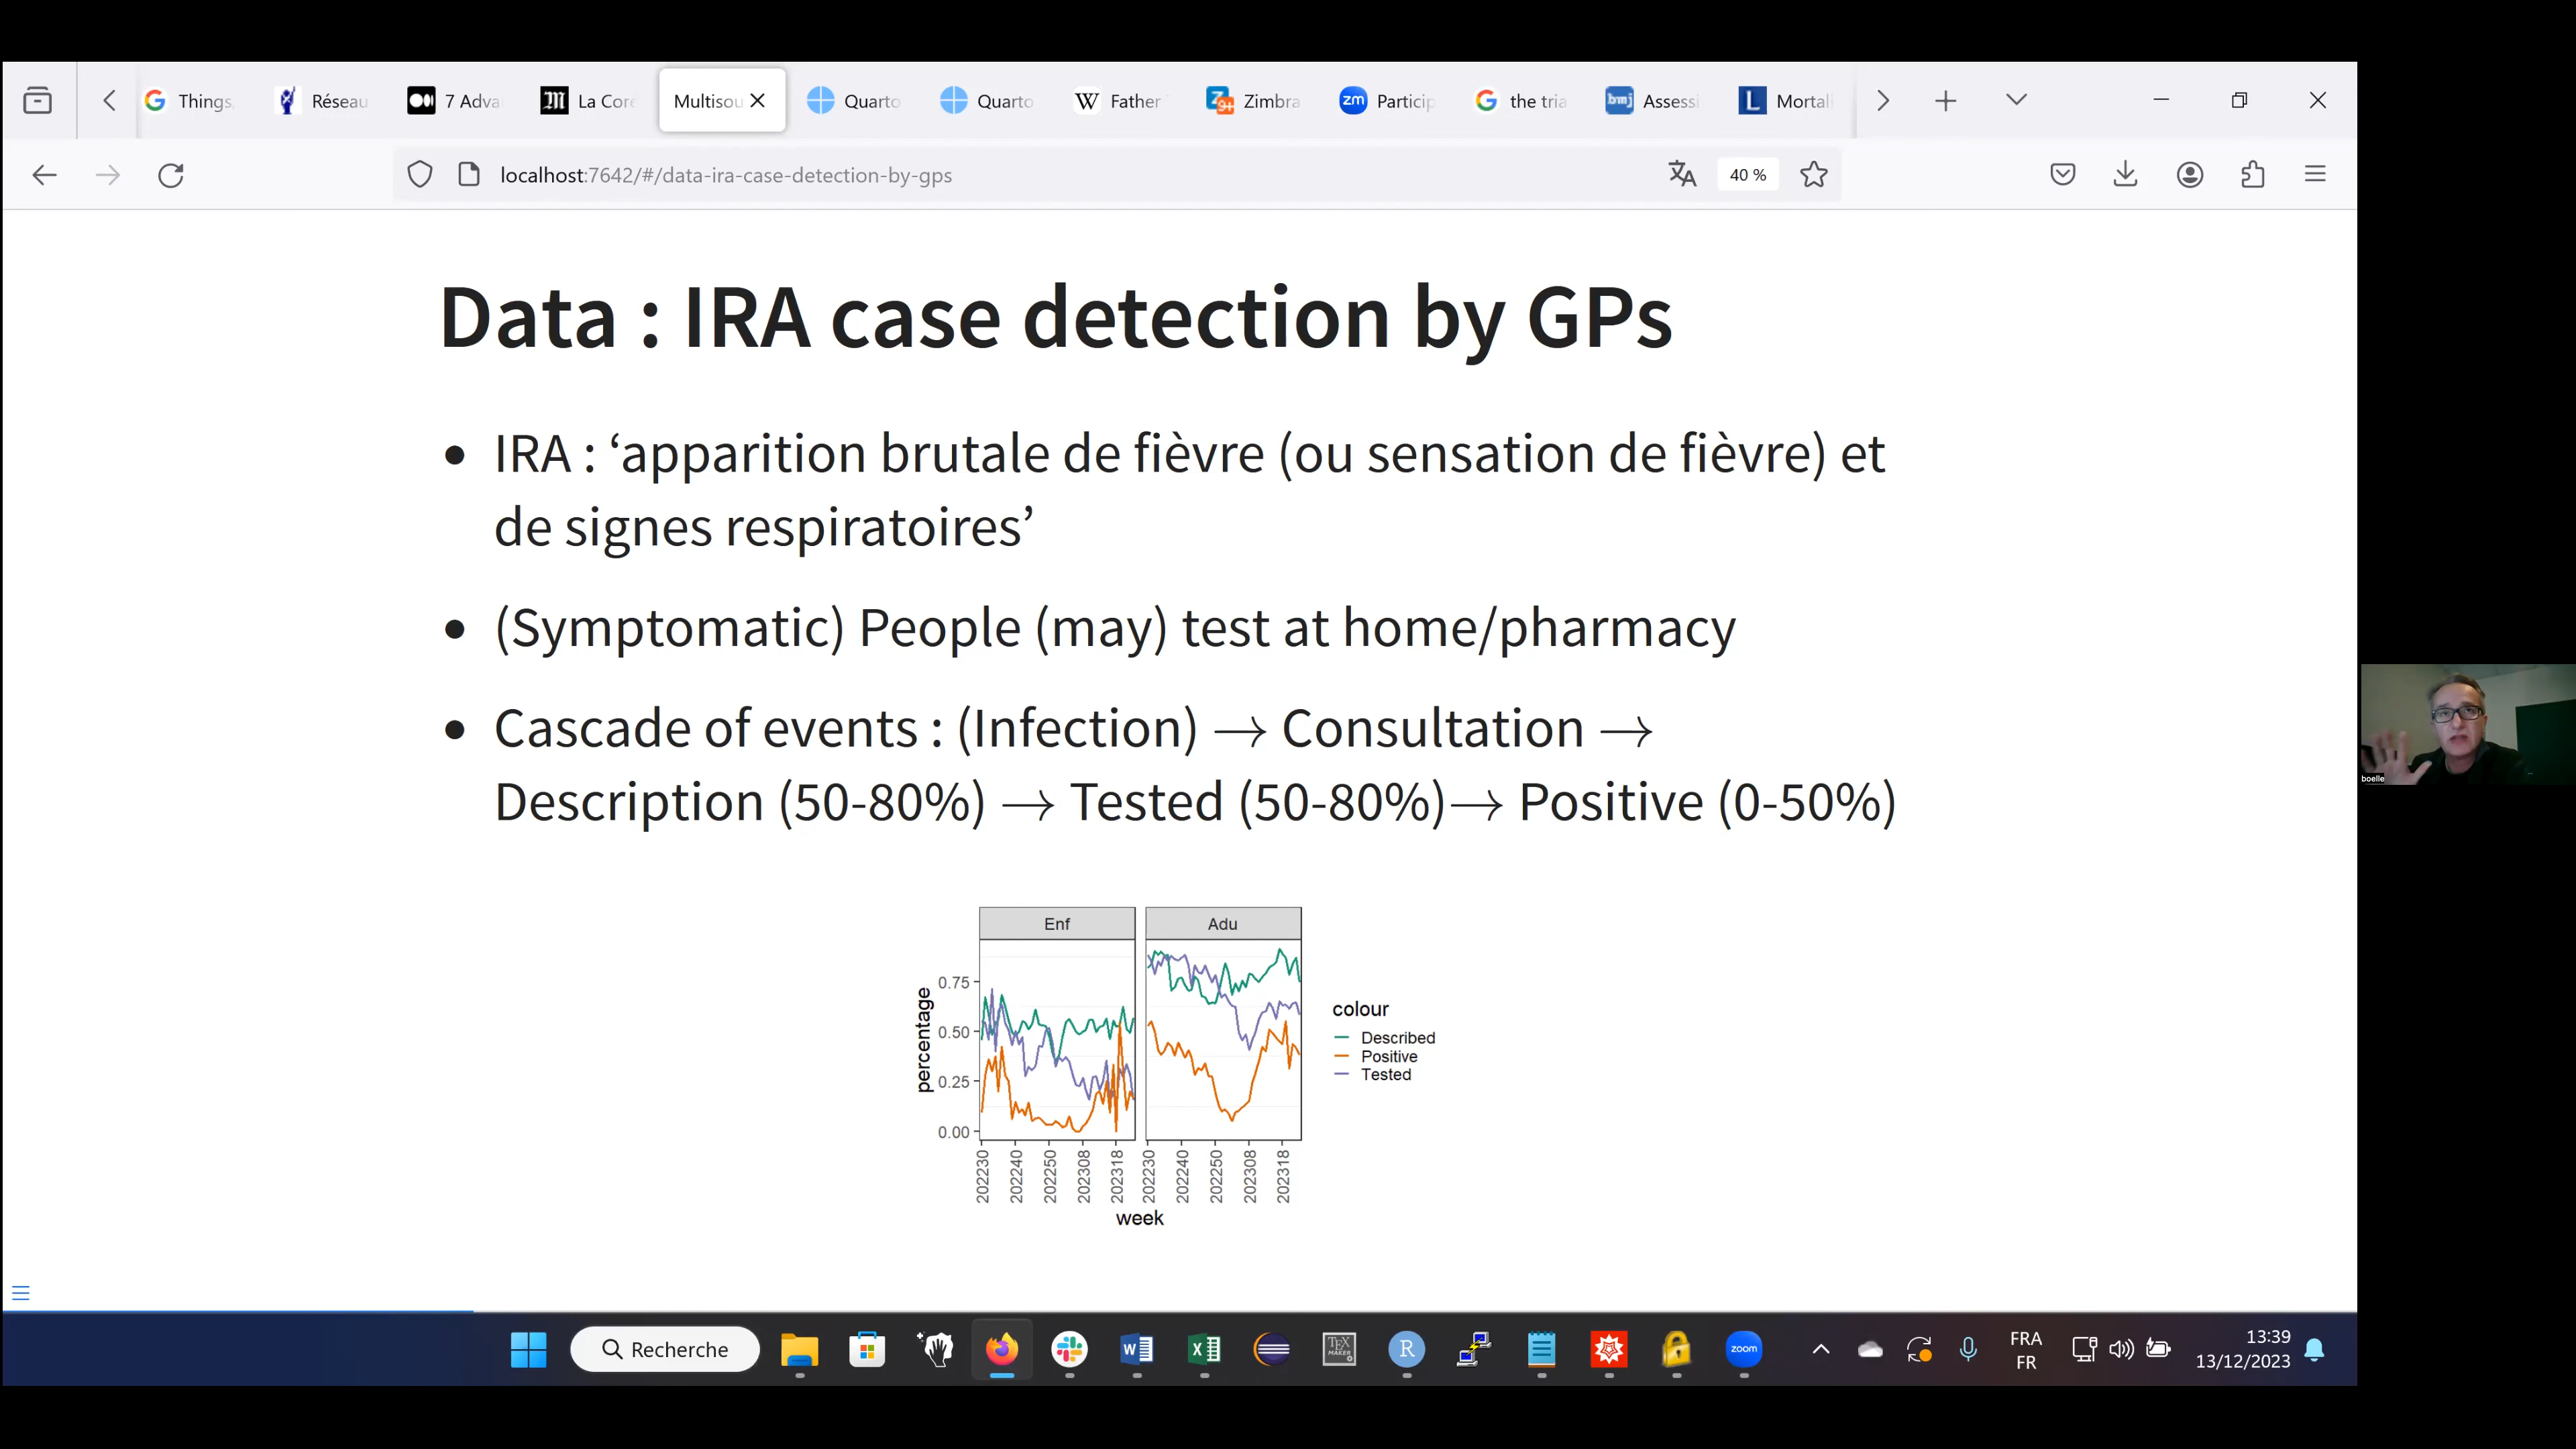 Things
Réseau
7 Adva
La Core
Multisou
Quarto
Quarto
Father
Zimbra
Particip
the tria
Assessi
Mortali
localhost:7642/#/data-ira-case-detection-by-gps
40 %
Data : IRA case detection by GPs
IRA : ‘apparition brutale de fièvre (ou sensation de fièvre) et
de signes respiratoires’
(Symptomatic) People (may) test at home/pharmacy
Cascade of events : (Infection) → Consultation →
Description (50-80%) → Tested (50-80%)→ Positive (0-50%)
boelle
Enf
Adu
percentage
0.75
0.50
0.25
0.00
202230
202240
202250
202308
202318
202230
202240
202250
202308
202318
week
colour
Described
Positive
Tested
Recherche
zoom
FRA
FR
13:39
13/12/2023